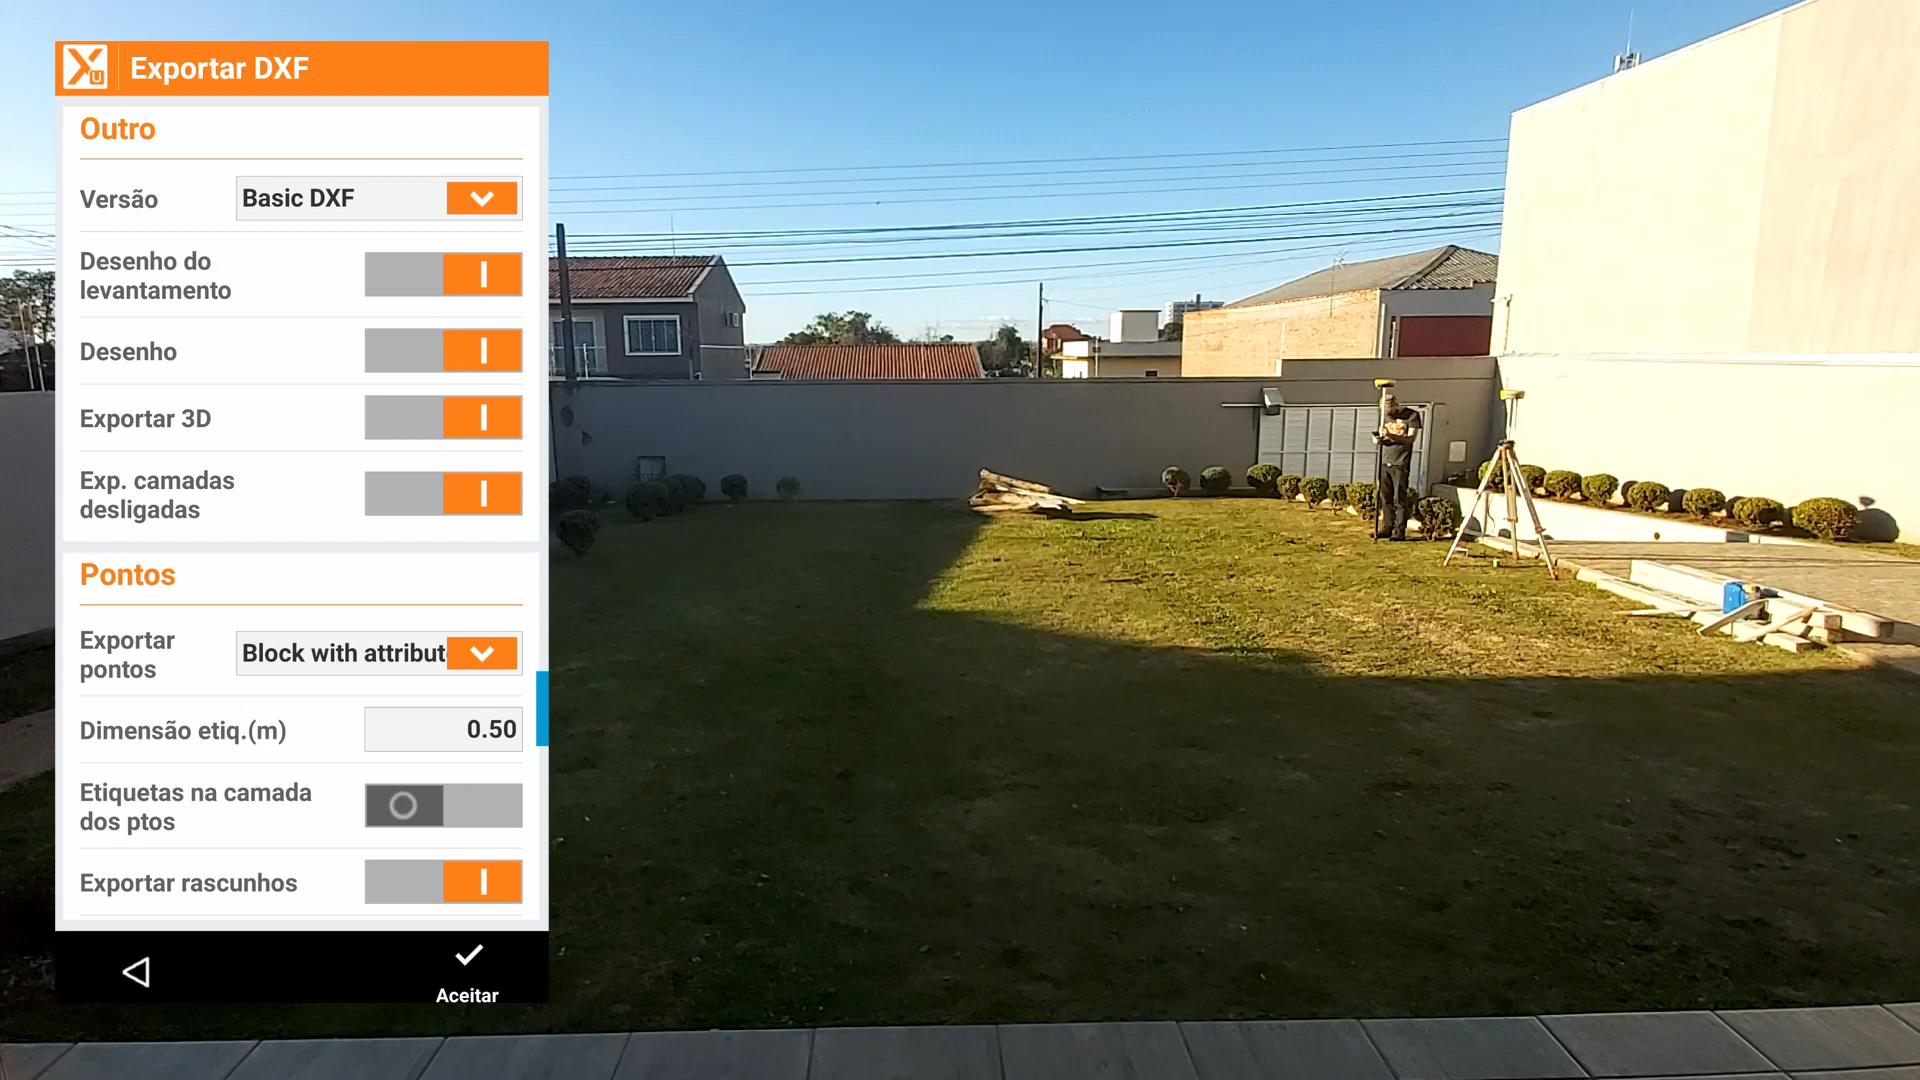 Exportar DXF
Outro
Versão
Basic DXF
Desenho do
levantamento
Desenho
Exportar 3D
Exp. camadas
desligadas
Pontos
Exportar
pontos
Block with attribut
Dimensão etiq.(m)
0.50
Etiquetas na camada
dos ptos
Exportar rascunhos
Aceitar